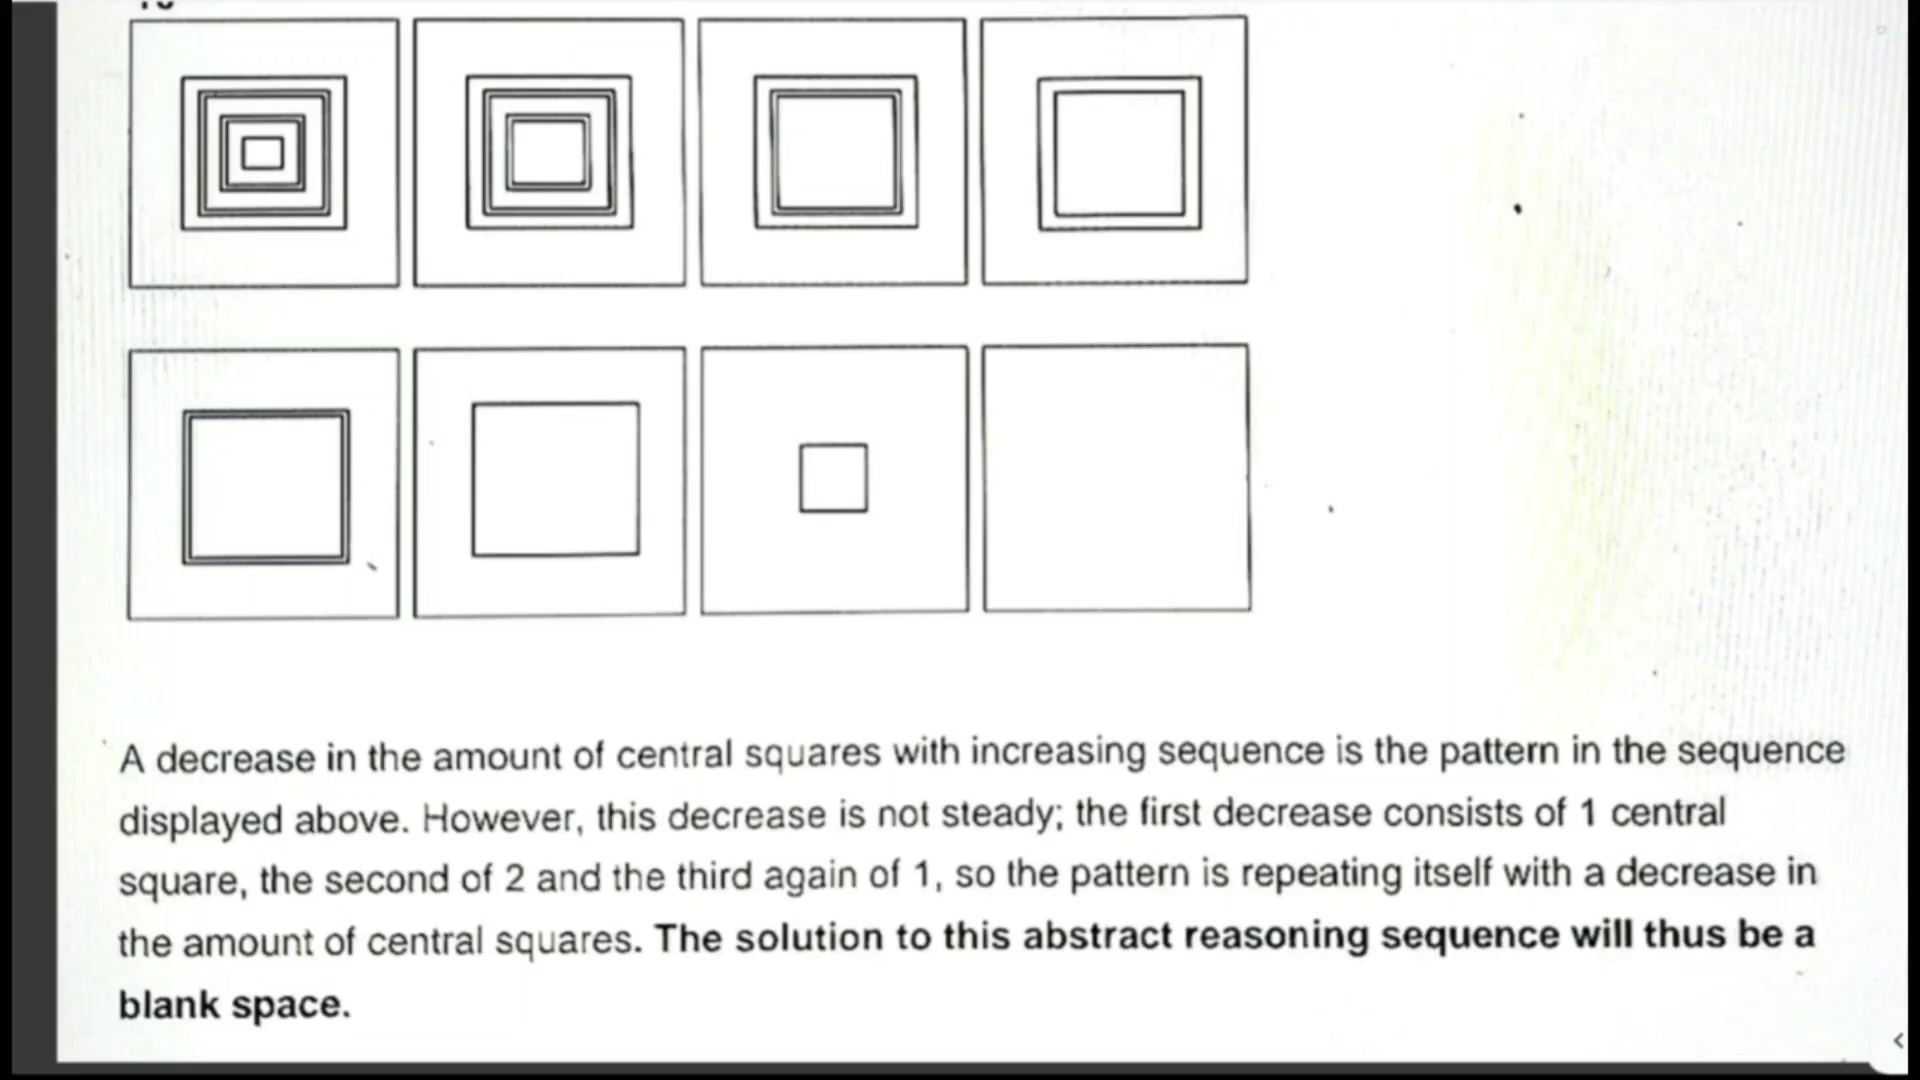 A decrease in the amount of central squares with increasing sequence is the pattern in the sequence
displayed above. However, this decrease is not steady; the first decrease consists of 1 central
square, the second of 2 and the third again of 1, so the pattern is repeating itself with a decrease in
the amount of central squares. The solution to this abstract reasoning sequence will thus be a
blank space.